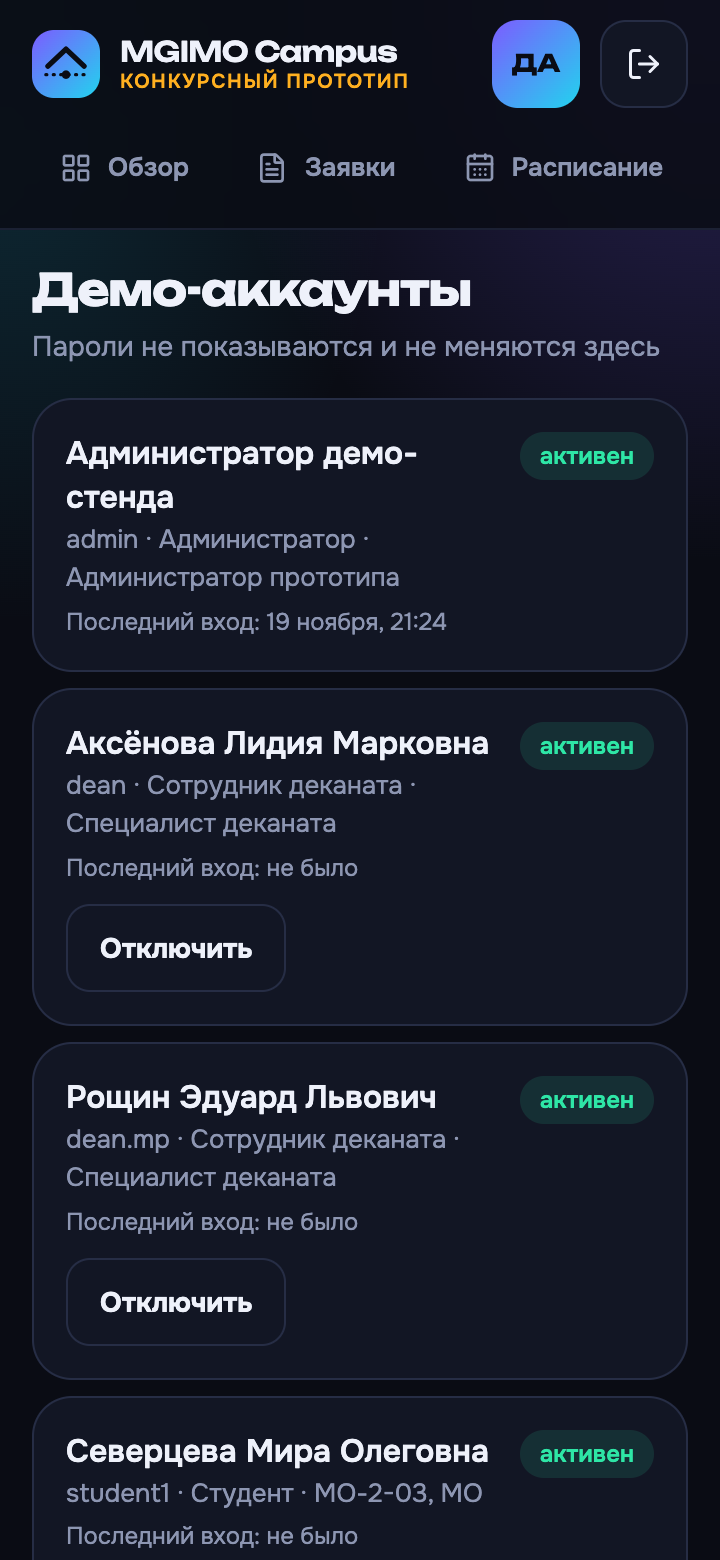 MGIMO Campus
КОНКУРСНЫЙ ПРОТОТИП
ДА
Обзор
Заявки
Расписание
Демо-аккаунты
Пароли не показываются и не меняются здесь
Администратор демо-
стенда
активен
admin · Администратор ·
Администратор прототипа
Последний вход: 19 ноября, 21:24
Аксёнова Лидия Марковна
активен
dean · Сотрудник деканата ·
Специалист деканата
Последний вход: не было
Отключить
Рощин Эдуард Львович
активен
dean.mp · Сотрудник деканата ·
Специалист деканата
Последний вход: не было
Отключить
Северцева Мира Олеговна
активен
student1 · Студент · МО-2-03, МО
Последний вход: не было